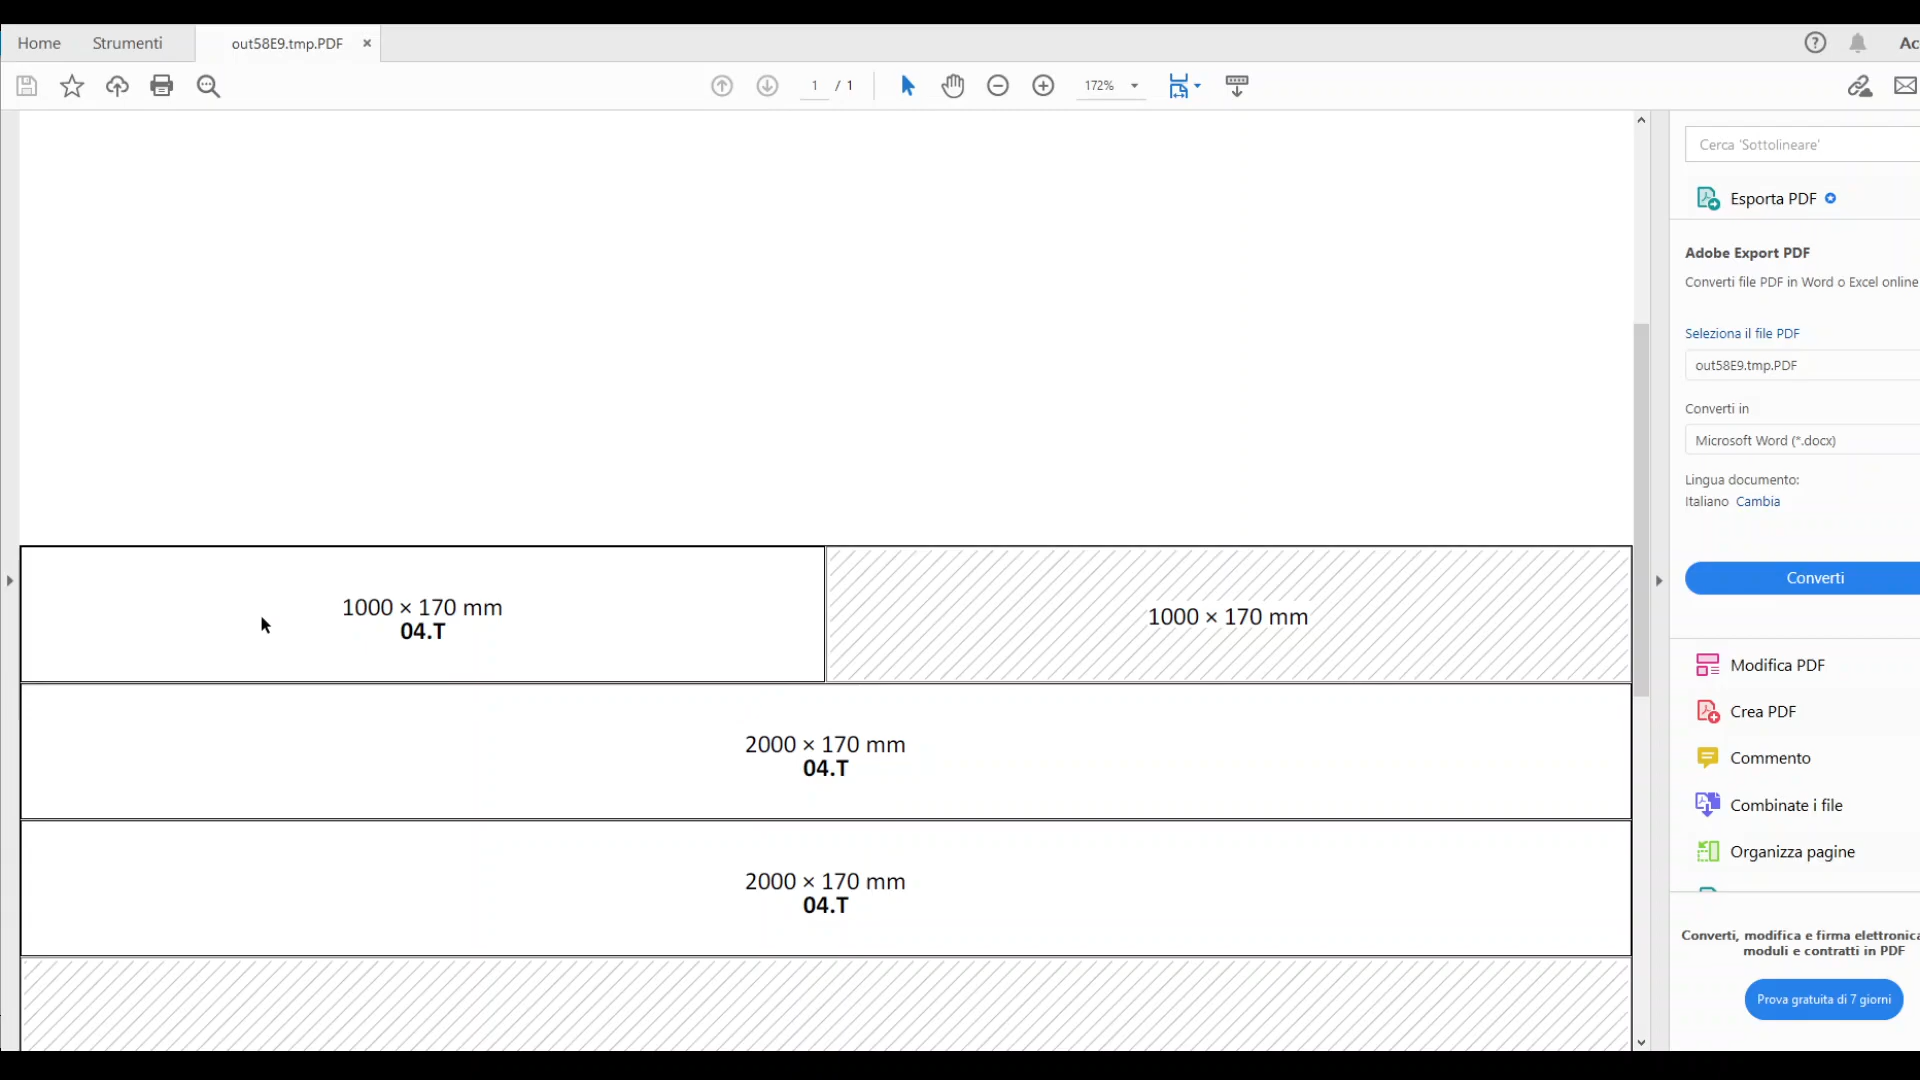 Home Strumenti out58E9.tmp.PDF
1 / 1 172%
Cerca 'Sottolineare'
Esporta PDF
Adobe Export PDF
Converti file PDF in Word o Excel online
Seleziona il file PDF
out58E9.tmp.PDF
Converti in
Microsoft Word (*.docx)
Lingua documento:
Italiano Cambia
Converti
Modifica PDF
Crea PDF
Commento
Combinate i file
Organizza pagine
Converti, modifica e firma elettronica
moduli e contratti in PDF
Prova gratuita di 7 giorni
1000 × 170 mm
04.T
1000 × 170 mm
2000 × 170 mm
04.T
2000 × 170 mm
04.T